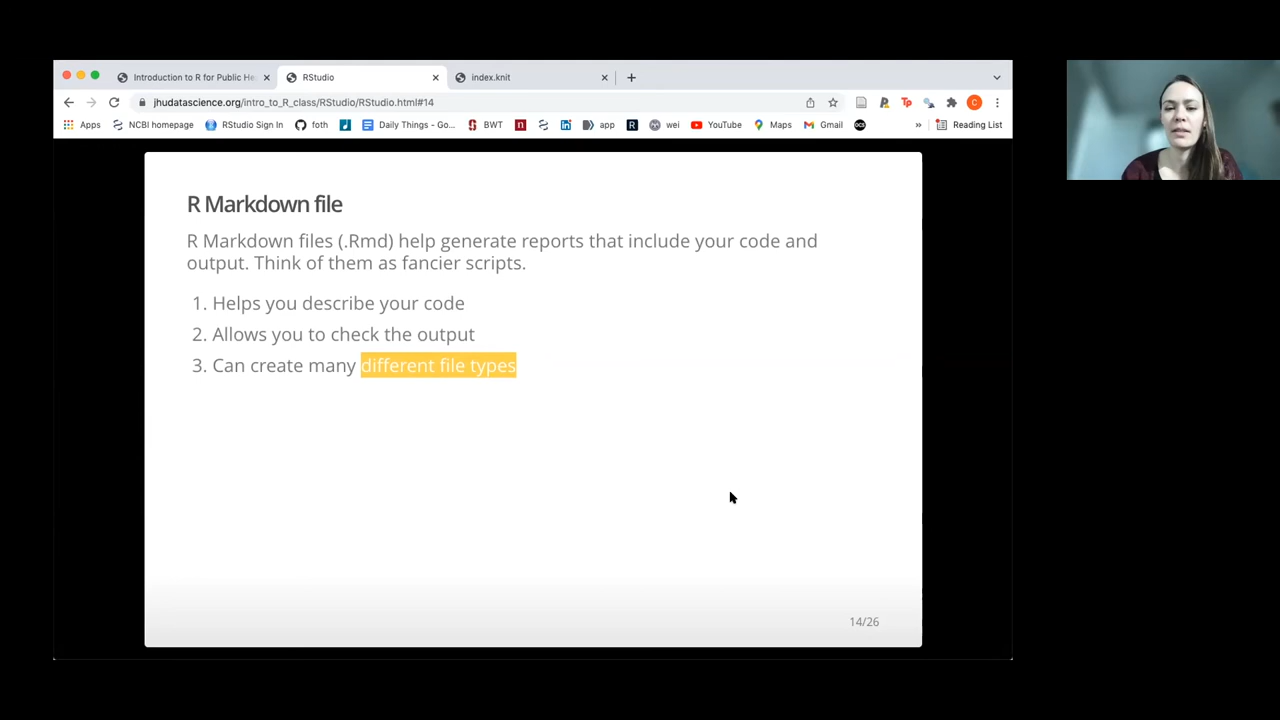 Introduction to R for Public He
RStudio
index.knit
jhudatascience.org/intro_to_R_class/RStudio/RStudio.html#14
Apps
NCBI homepage
RStudio Sign In
foth
Daily Things - Go...
BWT
app
wei
YouTube
Maps
Gmail
»
Reading List
R Markdown file
R Markdown files (.Rmd) help generate reports that include your code and
output. Think of them as fancier scripts.
1. Helps you describe your code
2. Allows you to check the output
3. Can create many different file types
14/26